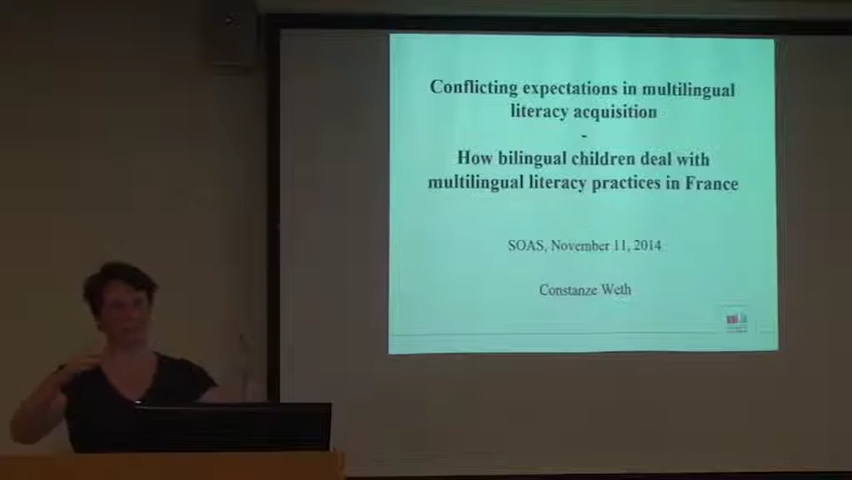 Conflicting expectations in multilingual
literacy acquisition
-
How bilingual children deal with
multilingual literacy practices in France
SOAS, November 11, 2014
Constanze Weth